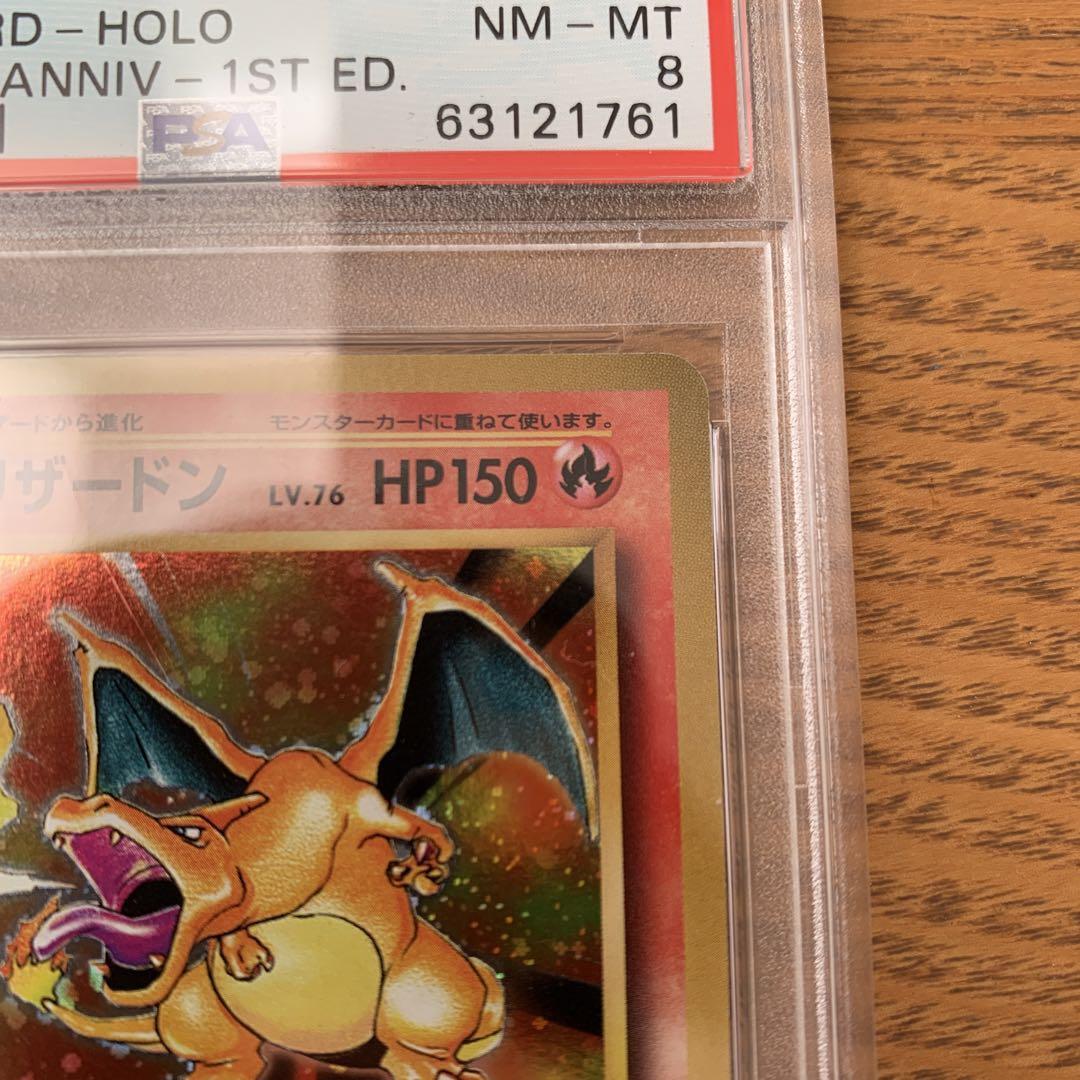 RD - HOLO NM - MT
ANNIV - 1ST ED. 8
PSA 63121761
ードから進化 モンスターカードに重ねて使います。
リザードン LV.76 HP150